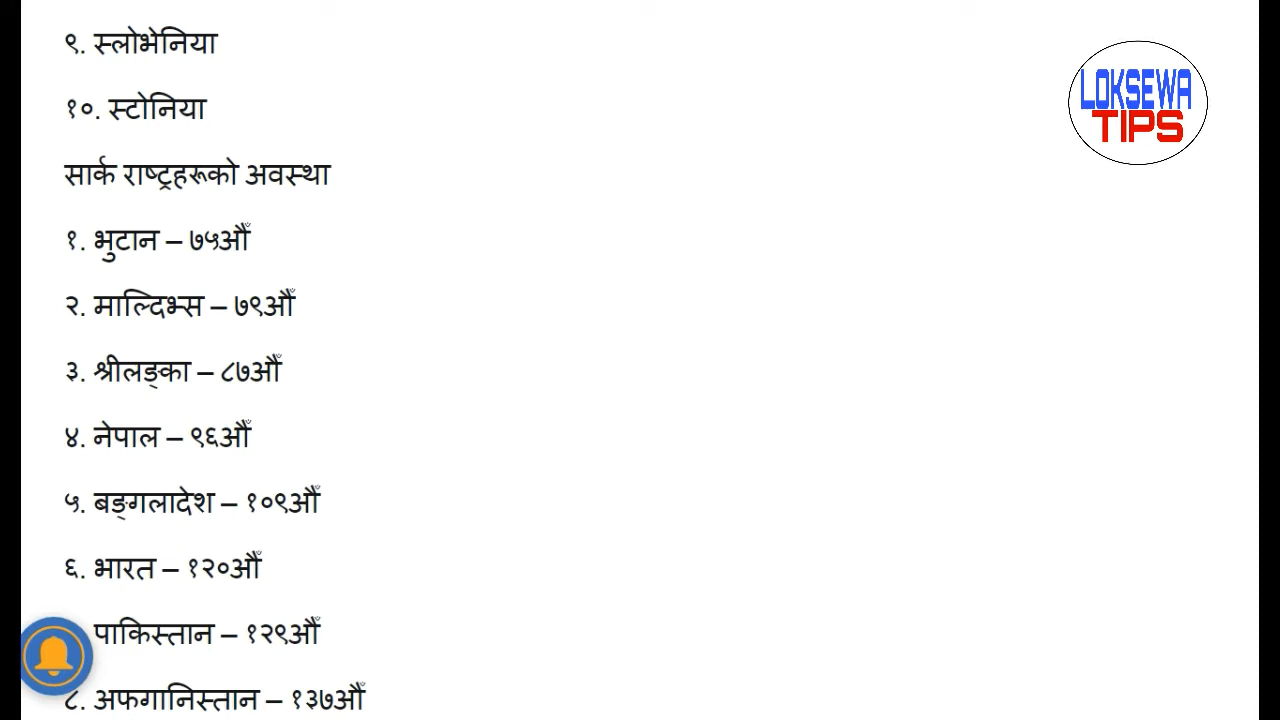 ९. स्लोभेनिया
LOKSEWA
TIPS
१०. स्टोनिया
सार्क राष्ट्रहरूको अवस्था
१. भुटान – ७५औँ
२. माल्दिभ्स – ७९औँ
३. श्रीलङ्का – ८७औँ
४. नेपाल – ९६औँ
५. बङ्गलादेश – १०९औँ
६. भारत – १२०औँ
पाकिस्तान – १२९औँ
८. अफगानिस्तान – १३७औँ